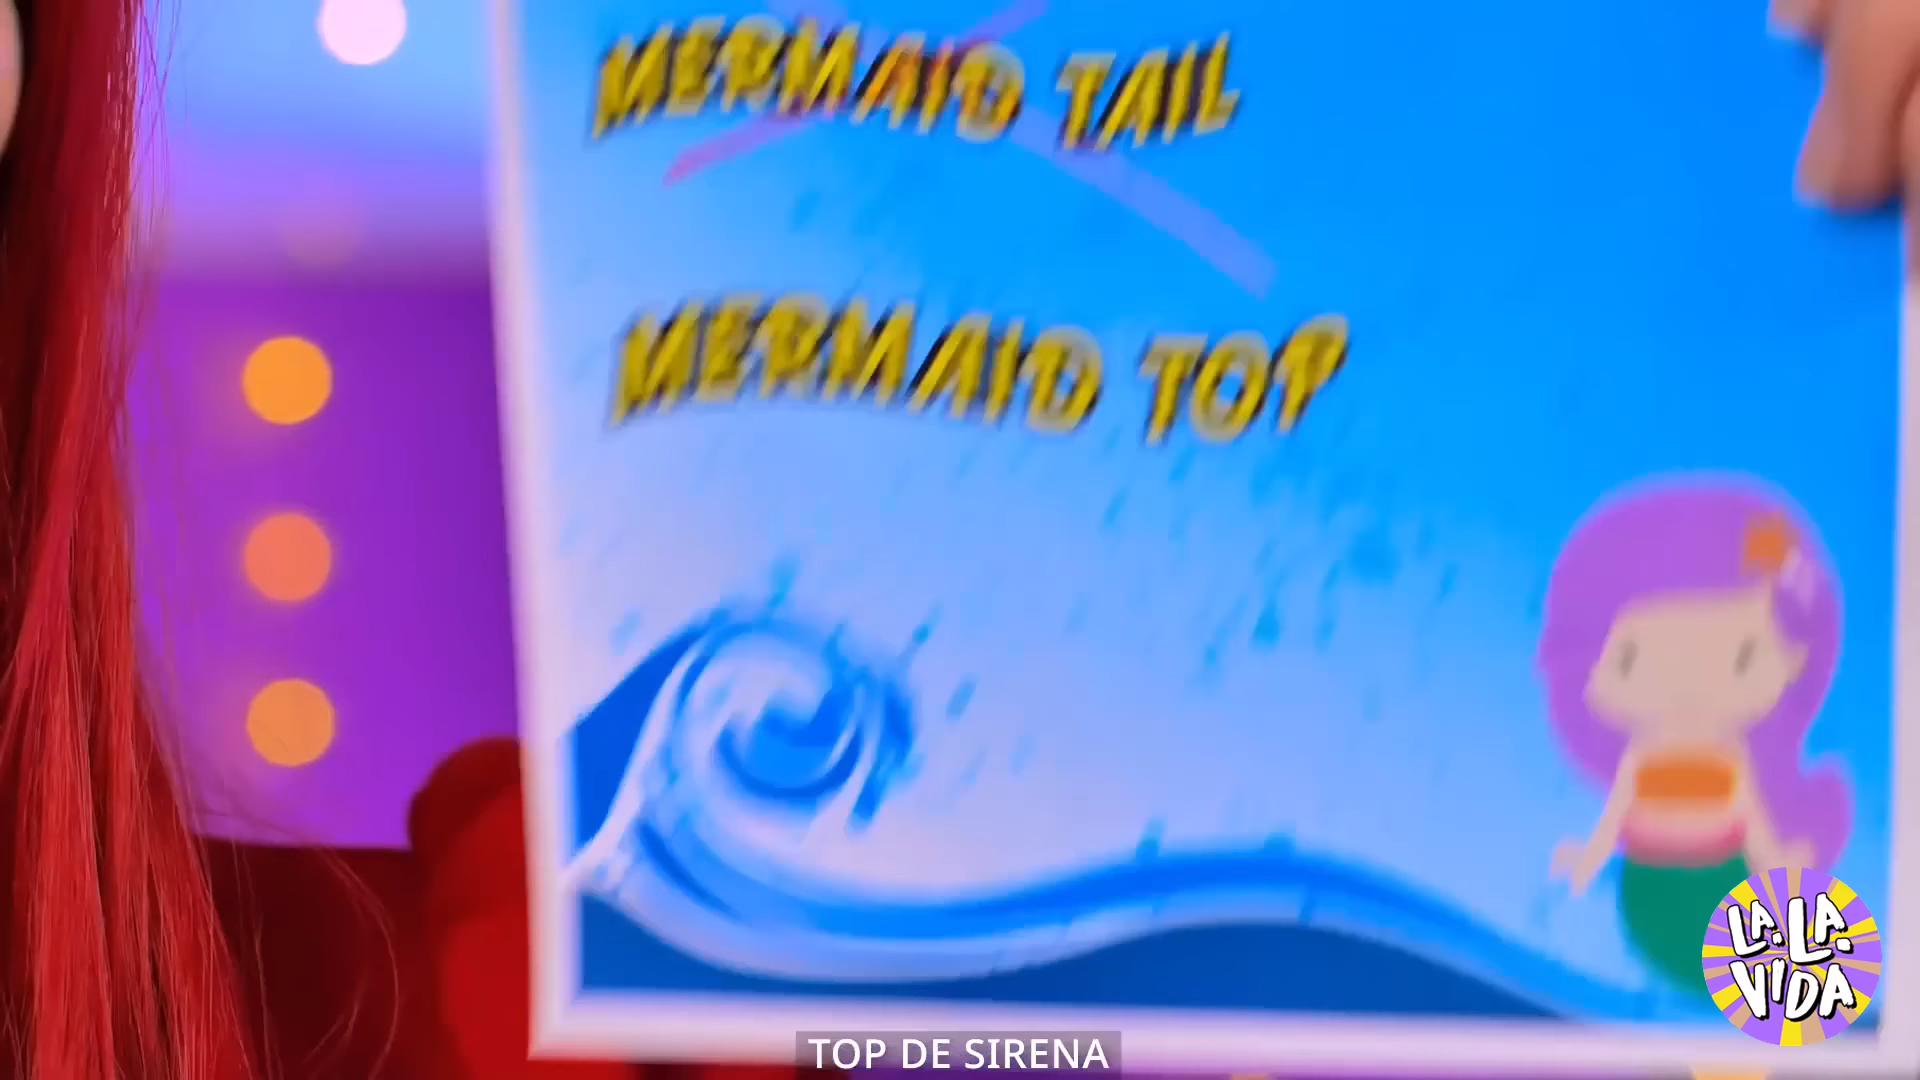 MERMAID TAIL
MERMAID TOP
LA LA
VIDA
TOP DE SIRENA